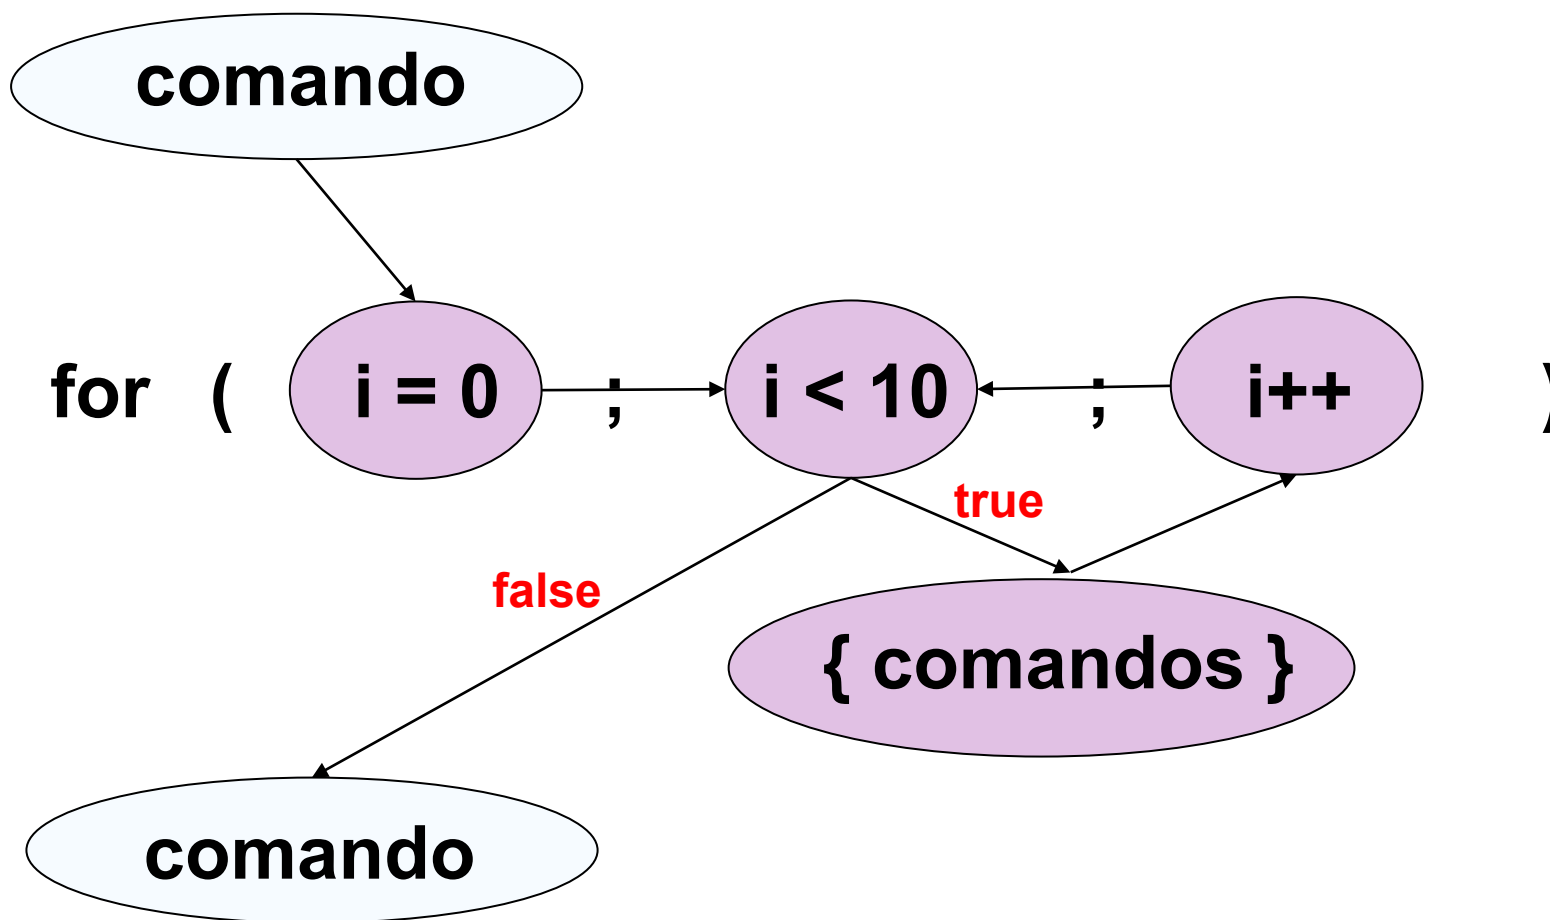 comando
for ( i = 0 ; i < 10 ; i++ )
true
false
{ comandos }
comando